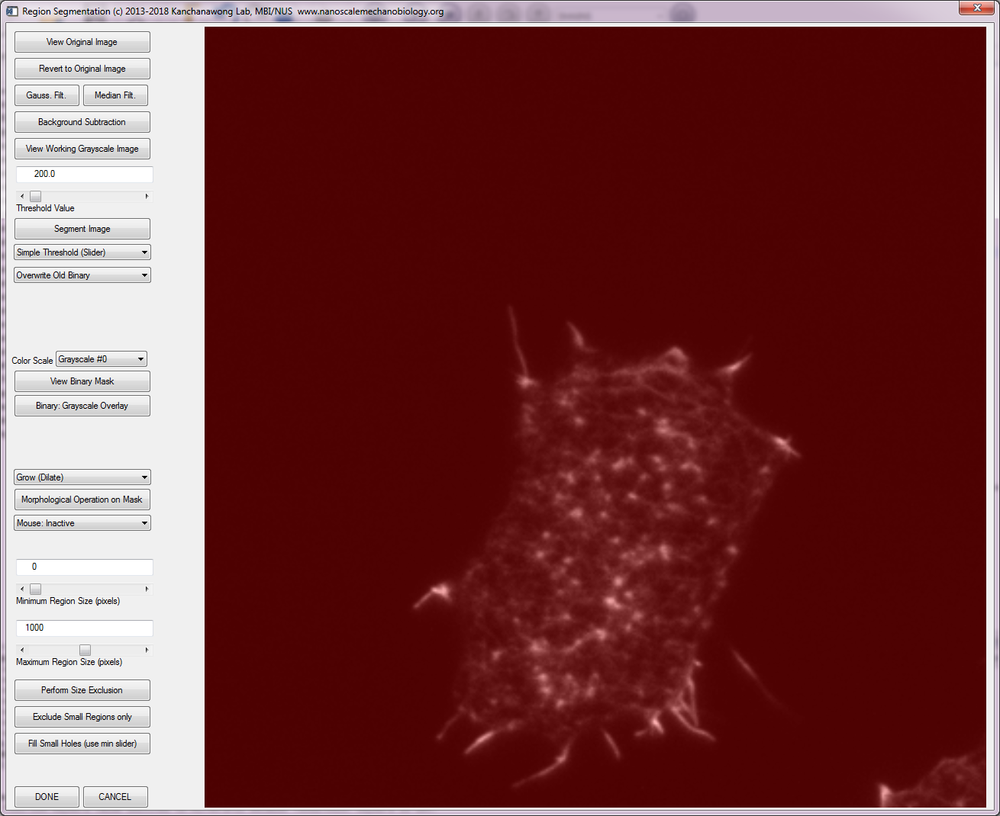 Region Segmentation (c) 2013-2018 Kanchanawong Lab, MBI/NUS  www.nanoscalemechanobiology.org
View Original Image
Revert to Original Image
Gauss. Filt. Median Filt.
Background Subtraction
View Working Grayscale Image
200.0
Threshold Value
Segment Image
Simple Threshold (Slider)
Overwrite Old Binary
Color Scale Grayscale #0
View Binary Mask
Binary: Grayscale Overlay
Grow (Dilate)
Morphological Operation on Mask
Mouse: Inactive
0
Minimum Region Size (pixels)
1000
Maximum Region Size (pixels)
Perform Size Exclusion
Exclude Small Regions only
Fill Small Holes (use min slider)
DONE CANCEL